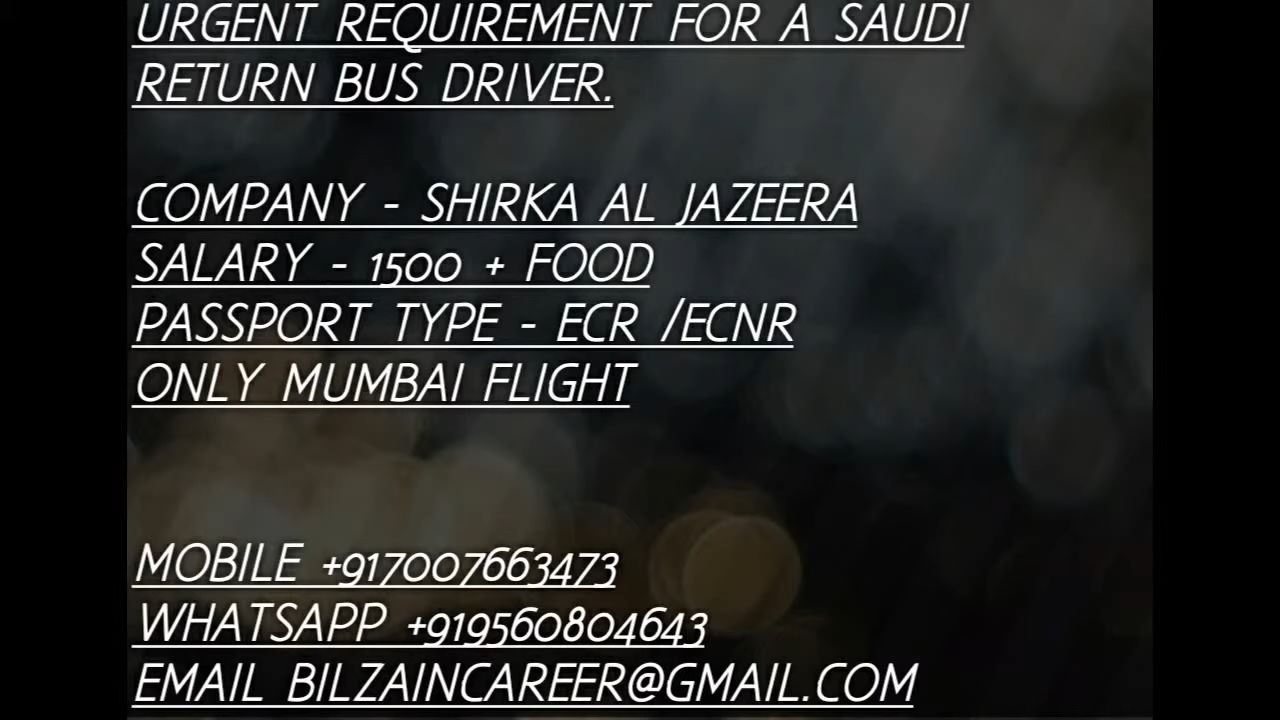 URGENT REQUIREMENT FOR A SAUDI
RETURN BUS DRIVER.
COMPANY - SHIRKA AL JAZEERA
SALARY - 1500 + FOOD
PASSPORT TYPE - ECR /ECNR
ONLY MUMBAI FLIGHT
MOBILE +917007663473
WHATSAPP +919560804643
EMAIL BILZAINCAREER@GMAIL.COM